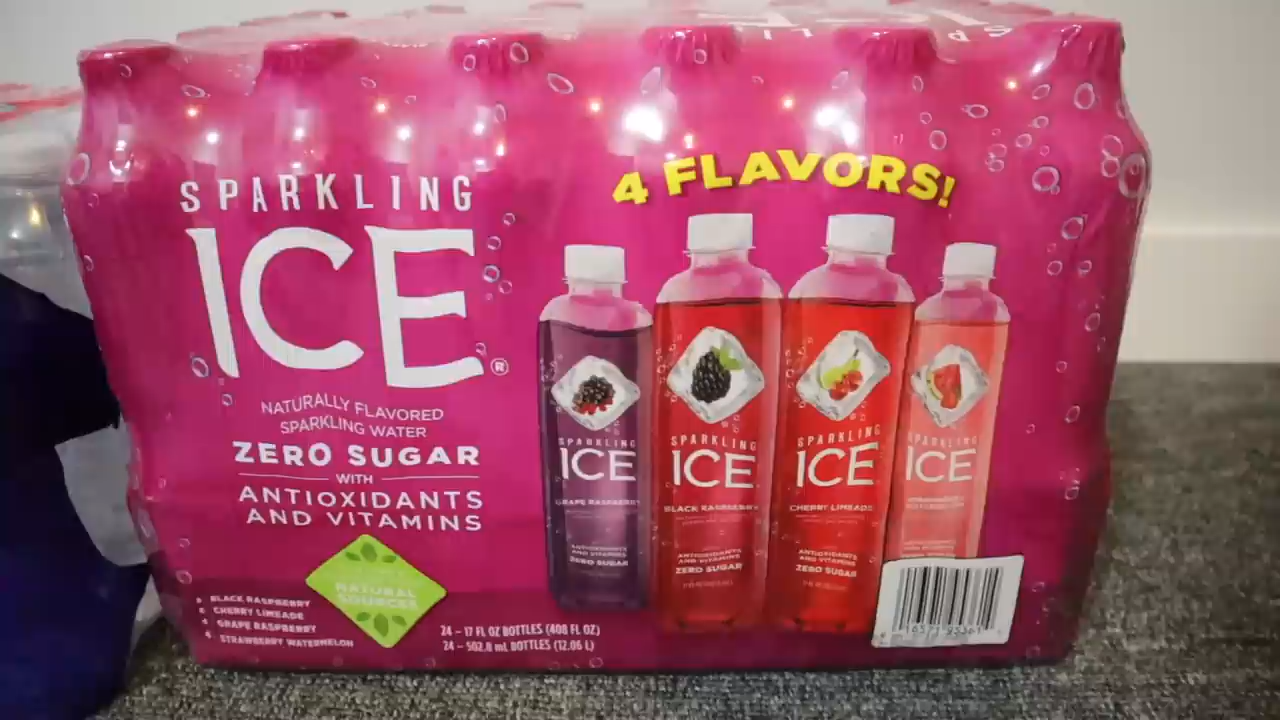 SPARKLING
ICE®
NATURALLY FLAVORED
SPARKLING WATER
ZERO SUGAR
WITH
ANTIOXIDANTS
AND VITAMINS
NATURAL
SOURCES
BLACK RASPBERRY
CHERRY LIMEADE
GRAPE RASPBERRY
STRAWBERRY WATERMELON
24 – 17 FL OZ BOTTLES (408 FL OZ)
24 – 502.8 mL BOTTLES (12.06 L)
4 FLAVORS!
SPARKLING
ICE
GRAPE RASPBERRY
ANTIOXIDANTS
AND VITAMINS
ZERO SUGAR
SPARKLING
ICE
BLACK RASPBERRY
ANTIOXIDANTS
AND VITAMINS
ZERO SUGAR
SPARKLING
ICE
CHERRY LIMEADE
ANTIOXIDANTS
AND VITAMINS
ZERO SUGAR
SPARKLING
ICE